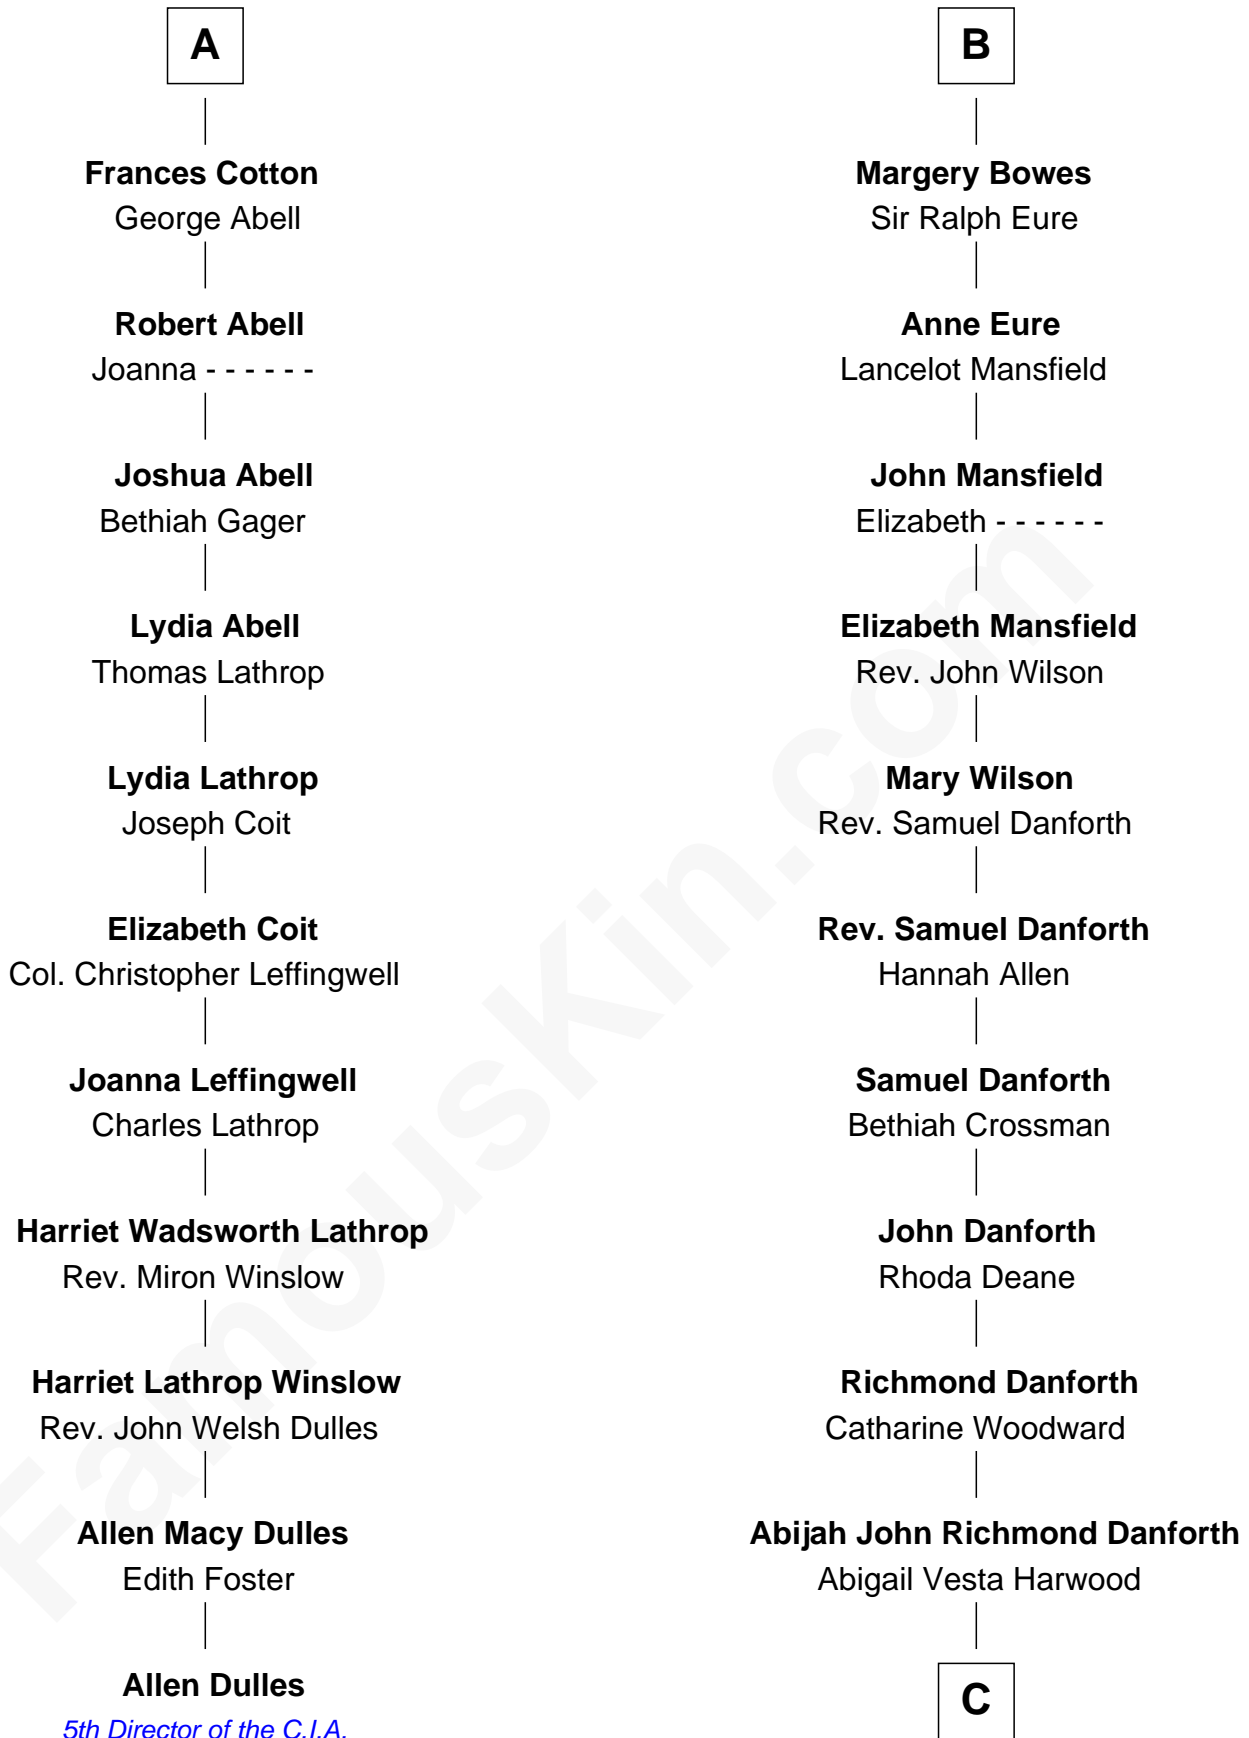 A
Frances Cotton
George Abell
Robert Abell
Joanna - - - - - -
Joshua Abell
Bethiah Gager
Lydia Abell
Thomas Lathrop
Lydia Lathrop
Joseph Coit
Elizabeth Coit
Col. Christopher Leffingwell
Joanna Leffingwell
Charles Lathrop
Harriet Wadsworth Lathrop
Rev. Miron Winslow
Harriet Lathrop Winslow
Rev. John Welsh Dulles
Allen Macy Dulles
Edith Foster
Allen Dulles
5th Director of the C.I.A.
B
Margery Bowes
Sir Ralph Eure
Anne Eure
Lancelot Mansfield
John Mansfield
Elizabeth - - - - - -
Elizabeth Mansfield
Rev. John Wilson
Mary Wilson
Rev. Samuel Danforth
Rev. Samuel Danforth
Hannah Allen
Samuel Danforth
Bethiah Crossman
John Danforth
Rhoda Deane
Richmond Danforth
Catharine Woodward
Abijah John Richmond Danforth
Abigail Vesta Harwood
C
FamousKin.com